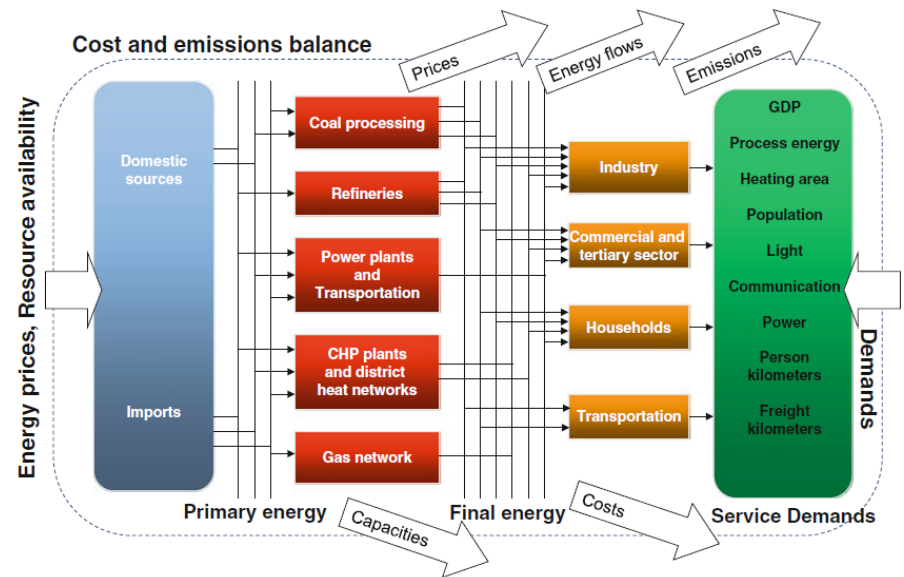 Cost and emissions balance
Prices
Energy flows
Emissions
Energy prices, Resource availability
Domestic
sources
Imports
Primary energy
Coal processing
Refineries
Power plants
and
Transportation
CHP plants
and district
heat networks
Gas network
Capacities
Final energy
Industry
Commercial and
tertiary sector
Households
Transportation
Costs
GDP
Process energy
Heating area
Population
Light
Communication
Power
Person
kilometers
Freight
kilometers
Service Demands
Demands